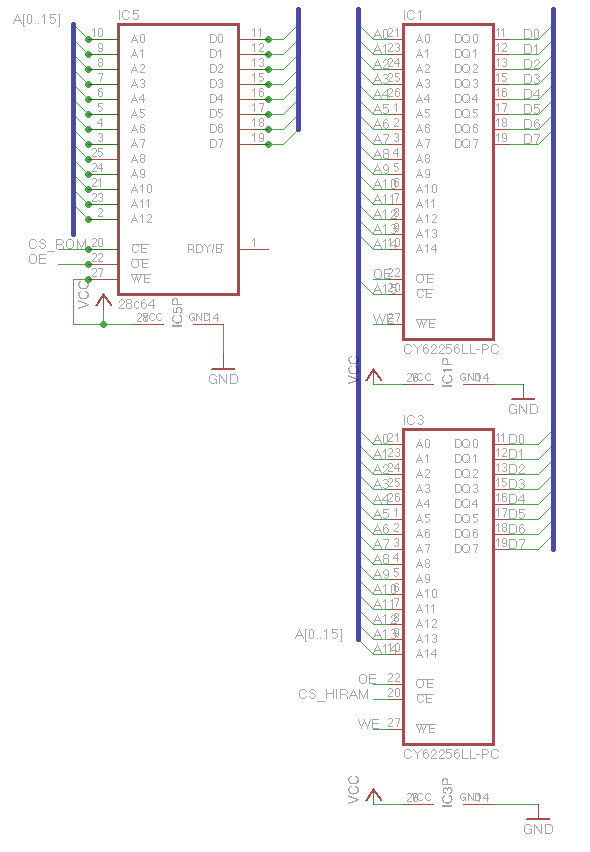 A[0..15]
IC5
10 A0 D0 11
9 A1 D1 12
8 A2 D2 13
7 A3 D3 15
6 A4 D4 16
5 A5 D5 17
4 A6 D6 18
3 A7 D7 19
25 A8
24 A9
21 A10
23 A11
2 A12
CS_ROM 20 CE RDY/B 1
OE 22 OE
27 WE
VCC
28c64
28 VCC IC5P GND 14
GND
IC1
A0 21 A0 DQ0 11 D0
A1 23 A1 DQ1 12 D1
A2 24 A2 DQ2 13 D2
A3 25 A3 DQ3 15 D3
A4 26 A4 DQ4 16 D4
A5 1 A5 DQ5 17 D5
A6 2 A6 DQ6 18 D6
A7 3 A7 DQ7 19 D7
A8 4 A8
A9 5 A9
A10 6 A10
A11 7 A11
A12 8 A12
A13 9 A13
A14 10 A14
OE 22 OE
A15 20 CE
WE 27 WE
CY62256LL-PC
VCC
28 VCC IC1P GND 14
GND
IC3
A0 21 A0 DQ0 11 D0
A1 23 A1 DQ1 12 D1
A2 24 A2 DQ2 13 D2
A3 25 A3 DQ3 15 D3
A4 26 A4 DQ4 16 D4
A5 1 A5 DQ5 17 D5
A6 2 A6 DQ6 18 D6
A7 3 A7 DQ7 19 D7
A8 4 A8
A9 5 A9
A10 6 A10
A11 7 A11
A12 8 A12
A[0..15] A13 9 A13
A14 10 A14
OE 22 OE
CS_HIRAM 20 CE
WE 27 WE
CY62256LL-PC
VCC
28 VCC IC3P GND 14
GND